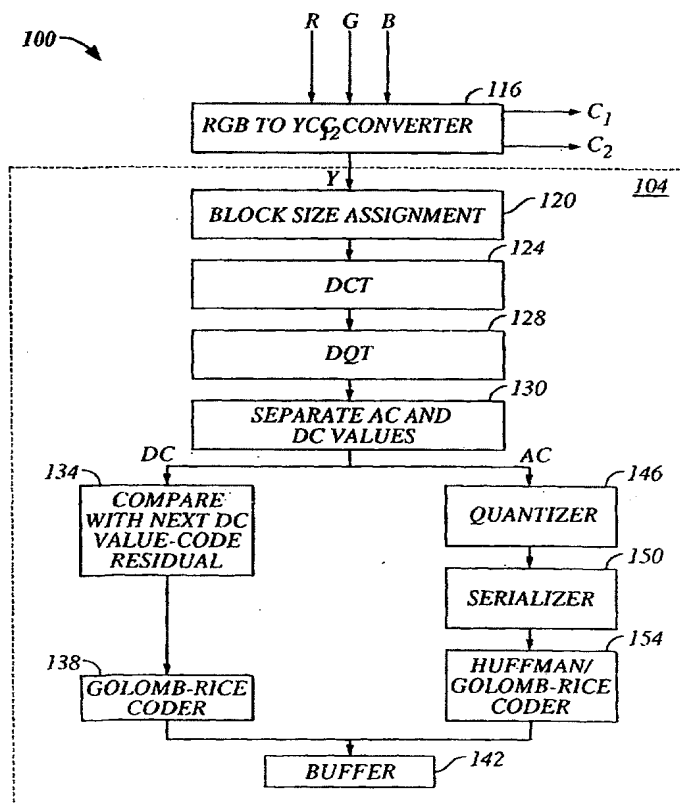 100
R G B
116
RGB TO YCC12 CONVERTER
C1
C2
Y
104
BLOCK SIZE ASSIGNMENT
120
124
DCT
128
DQT
130
SEPARATE AC AND
DC VALUES
DC
AC
134
COMPARE
WITH NEXT DC
VALUE-CODE
RESIDUAL
146
QUANTIZER
150
SERIALIZER
138
GOLOMB-RICE
CODER
154
HUFFMAN/
GOLOMB-RICE
CODER
BUFFER
142